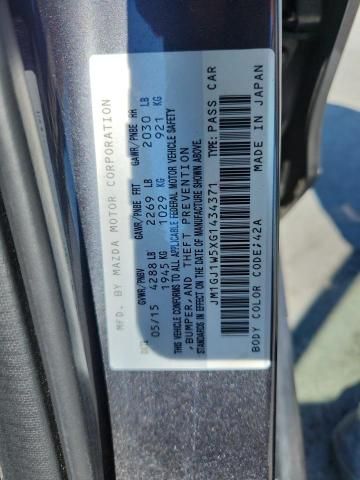 MFD. BY MAZDA MOTOR CORPORATION
GVWR/PNBV GAWR/PNBE FRT GAWR/PNBE RR
05/15 4288 LB 2269 LB 2030 LB
1945 KG 1029 KG 921 KG
THIS VEHICLE CONFORMS TO ALL APPLICABLE FEDERAL MOTOR VEHICLE SAFETY
, BUMPER, AND THEFT PREVENTION
STANDARDS IN EFFECT ON THE DATE OF MANUFACTURE SHOWN ABOVE.
JM1GJ1W5XG1434371 TYPE: PASS CAR
BODY COLOR CODE:42A MADE IN JAPAN